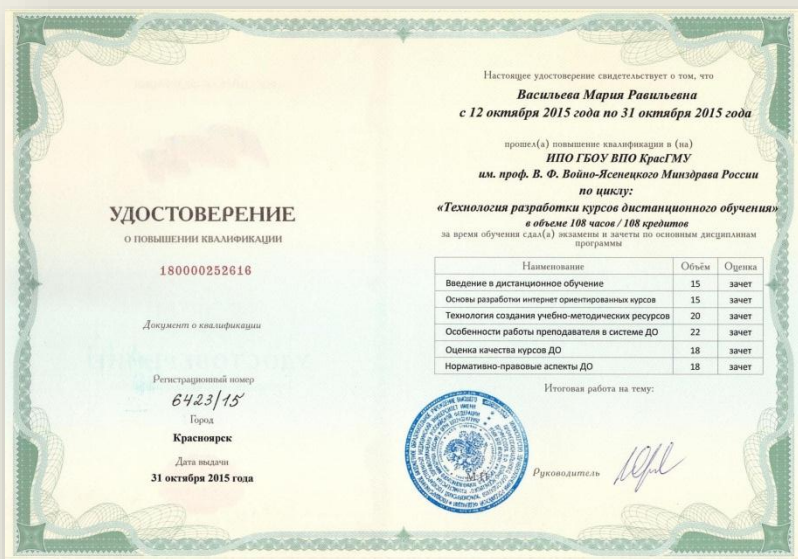 УДОСТОВЕРЕНИЕ
О ПОВЫШЕНИИ КВАЛИФИКАЦИИ
180000252616
Документ о квалификации
Регистрационный номер
6423/15
Город
Красноярск
Дата выдачи
31 октября 2015 года
Настоящее удостоверение свидетельствует о том, что
Васильева Мария Равильевна
с 12 октября 2015 года по 31 октября 2015 года
прошел(а) повышение квалификации в (на)
ИПО ГБОУ ВПО КрасГМУ
им. проф. В. Ф. Войно-Ясенецкого Минздрава России
по циклу:
«Технология разработки курсов дистанционного обучения»
в объеме 108 часов / 108 кредитов
за время обучения сдал(а) экзамены и зачеты по основным дисциплинам
программы
Наименование Объём Оценка
Введение в дистанционное обучение 15 зачет
Основы разработки интернет ориентированных курсов 15 зачет
Технология создания учебно-методических ресурсов 20 зачет
Особенности работы преподавателя в системе ДО 22 зачет
Оценка качества курсов ДО 18 зачет
Нормативно-правовые аспекты ДО 18 зачет
Итоговая работа на тему:
М.П.
Руководитель